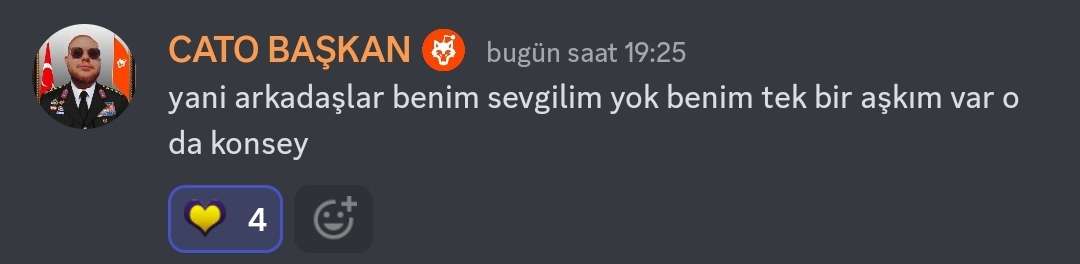 CATO BAŞKAN bugün saat 19:25
yani arkadaşlar benim sevgilim yok benim tek bir aşkım var o
da konsey
4